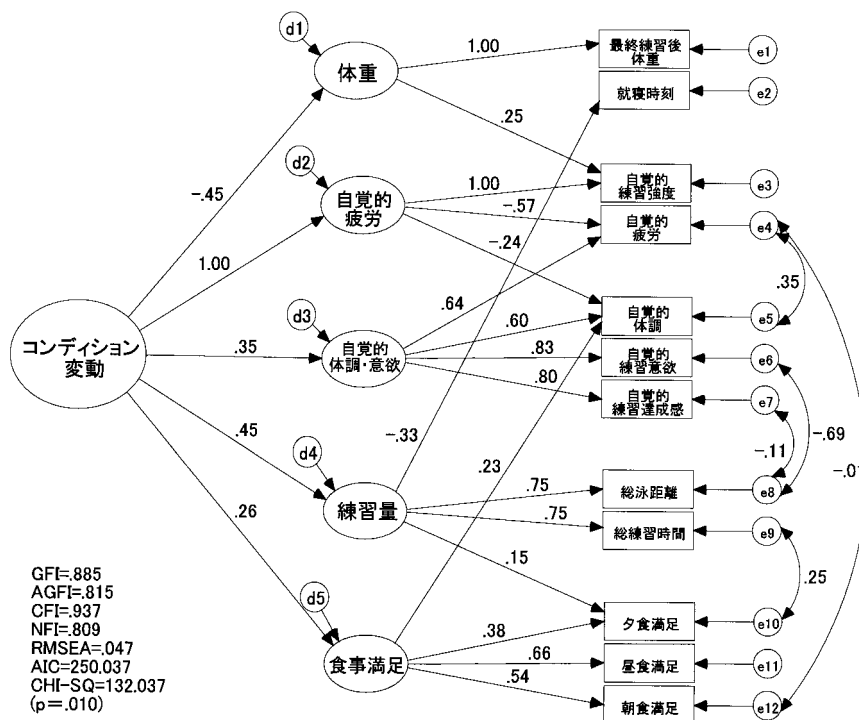 d1
体重
1.00
最終練習後
体重
e1
就寝時刻
e2
.25
-.45
d2
自覚的
疲労
1.00
自覚的
練習強度
e3
-.57
自覚的
疲労
e4
-.24
1.00
.64
.35
d3
自覚的
体調・意欲
.60
自覚的
体調
e5
コンディション
変動
.35
.83
自覚的
練習意欲
e6
.80
自覚的
練習達成感
e7
-.33
-.69
-.11
.45
d4
.23
練習量
.75
総泳距離
e8
.75
総練習時間
e9
.26
.15
.25
d5
食事満足
.38
夕食満足
e10
.66
昼食満足
e11
.54
朝食満足
e12
GFI=.885
AGFI=.815
CFI=.937
NFI=.809
RMSEA=.047
AIC=250.037
CHI-SQ=132.037
(p=.010)